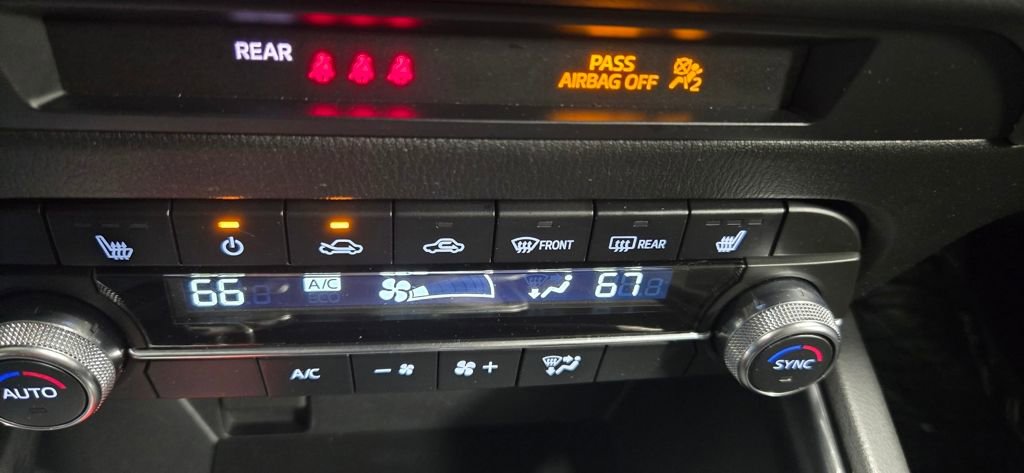 REAR
PASS
AIRBAG OFF 2
FRONT
REAR
66
A/C
ECO
67
AUTO
A/C
− +
SYNC